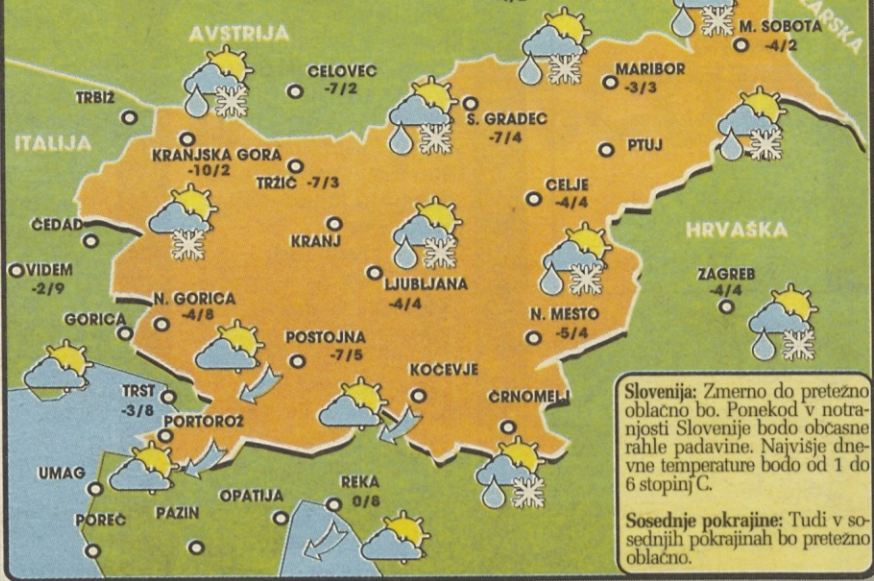 AVSTRIJA
M. SOBOTA
-4/2
CELOVEC
-7/2
MARIBOR
-3/3
TRBIŽ
S. GRADEC
-7/4
ITALIJA
PTUJ
KRANJSKA GORA
-10/2
TRŽIČ -7/3
CELJE
-4/4
ČEDAD
KRANJ
HRVAŠKA
VIDEM
-2/9
LJUBLJANA
-4/4
ZAGREB
-4/4
N. GORICA
-4/8
N. MESTO
-5/4
GORICA
POSTOJNA
-7/5
KOČEVJE
TRST
-3/8
ČRNOMELJ
PORTOROŽ
UMAG
OPATIJA
REKA
0/8
POREČ
PAZIN
Slovenija: Zmerno do pretežno
oblačno bo. Ponekod v notra-
njosti Slovenije bodo občasne
rahle padavine. Najvišje dne-
vne temperature bodo od 1 do
6 stopinj C.
Sosednje pokrajine: Tudi v so-
sednjih pokrajinah bo pretežno
oblačno.